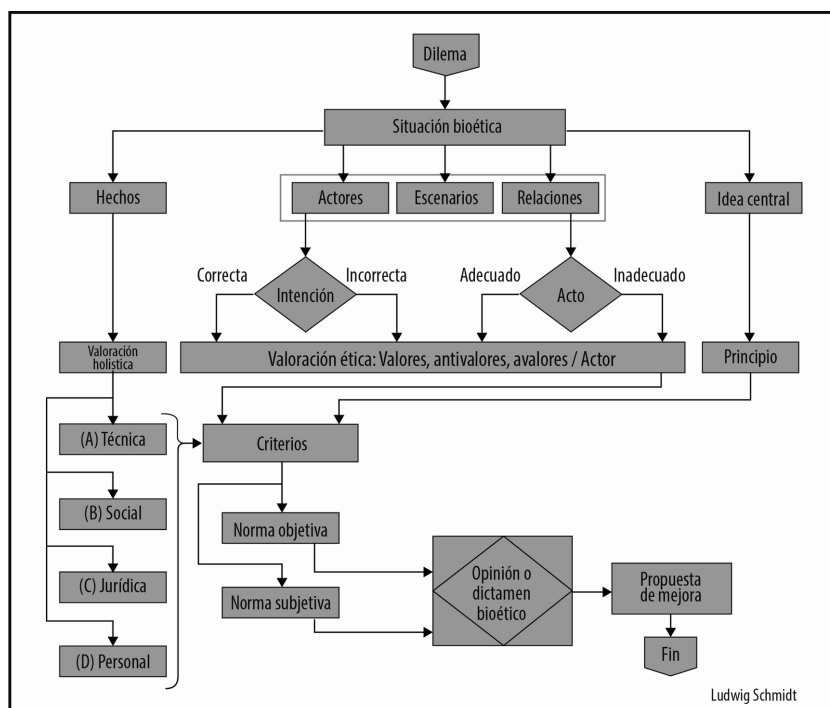 Dilema
Situación bioética
Hechos
Actores
Escenarios
Relaciones
Idea central
Correcta
Intención
Incorrecta
Adecuado
Acto
Inadecuado
Valoración
holística
Valoración ética: Valores, antivalores, avalores / Actor
Principio
(A) Técnica
(B) Social
(C) Jurídica
(D) Personal
Criterios
Norma objetiva
Norma subjetiva
Opinión o
dictamen
bioético
Propuesta
de mejora
Fin
Ludwig Schmidt